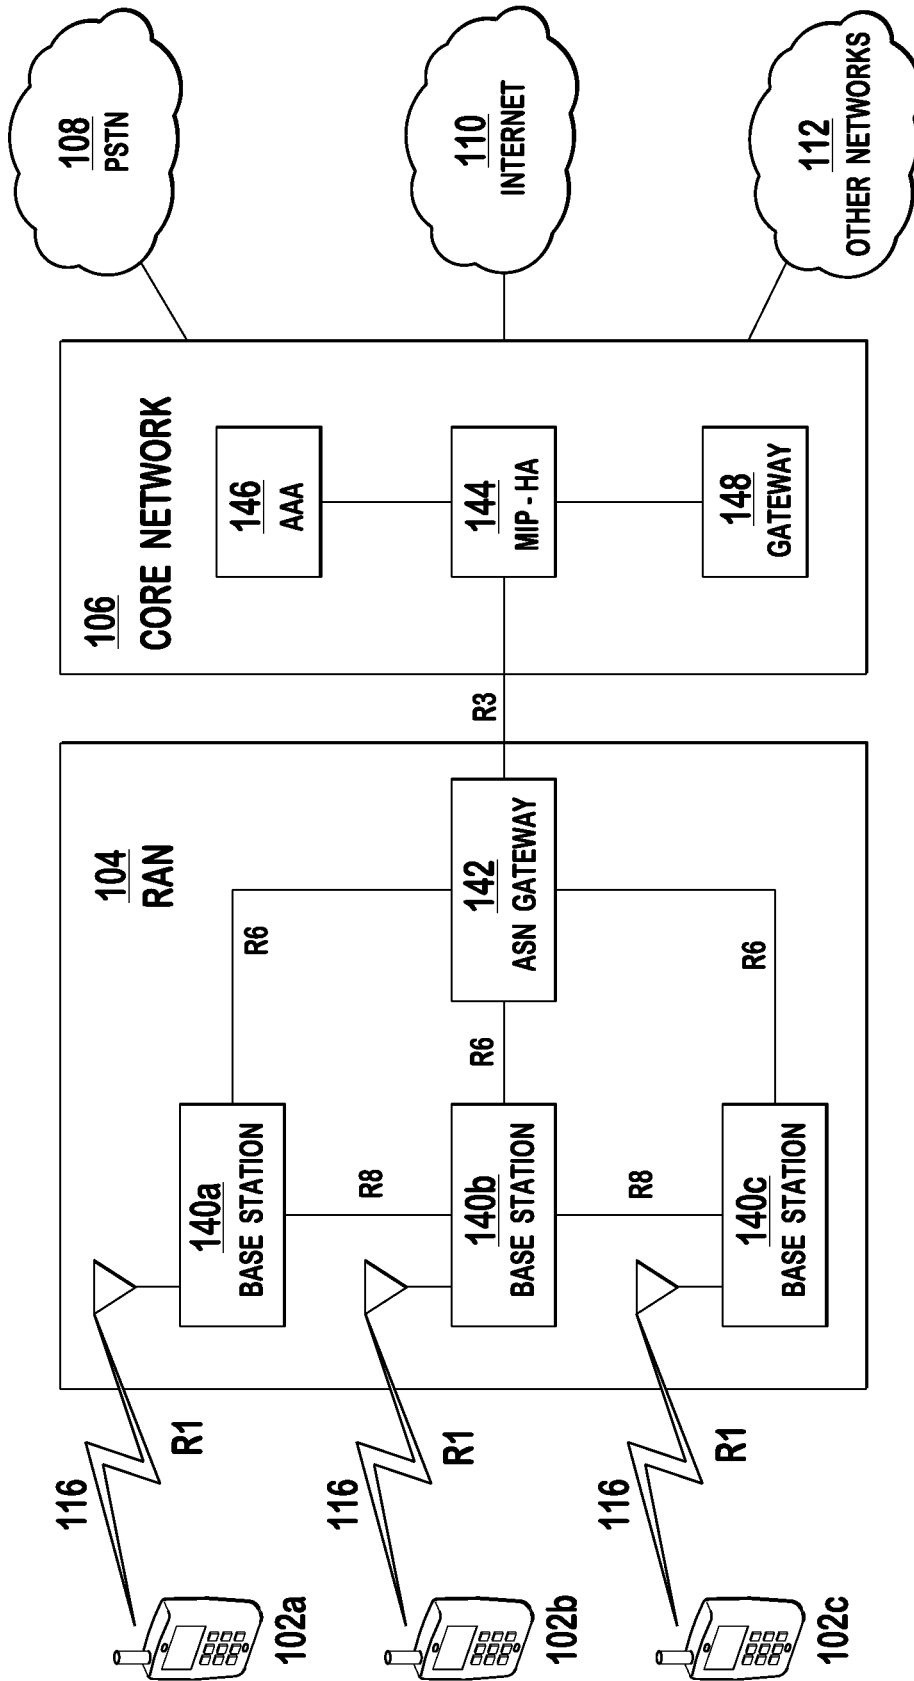 102a
116
R1
102b
116
R1
102c
116
R1
104
RAN
140a
BASE STATION
R8
140b
BASE STATION
R8
140c
BASE STATION
R6
R6
R6
142
ASN GATEWAY
R3
106
CORE NETWORK
146
AAA
144
MIP - HA
148
GATEWAY
108
PSTN
110
INTERNET
112
OTHER NETWORKS